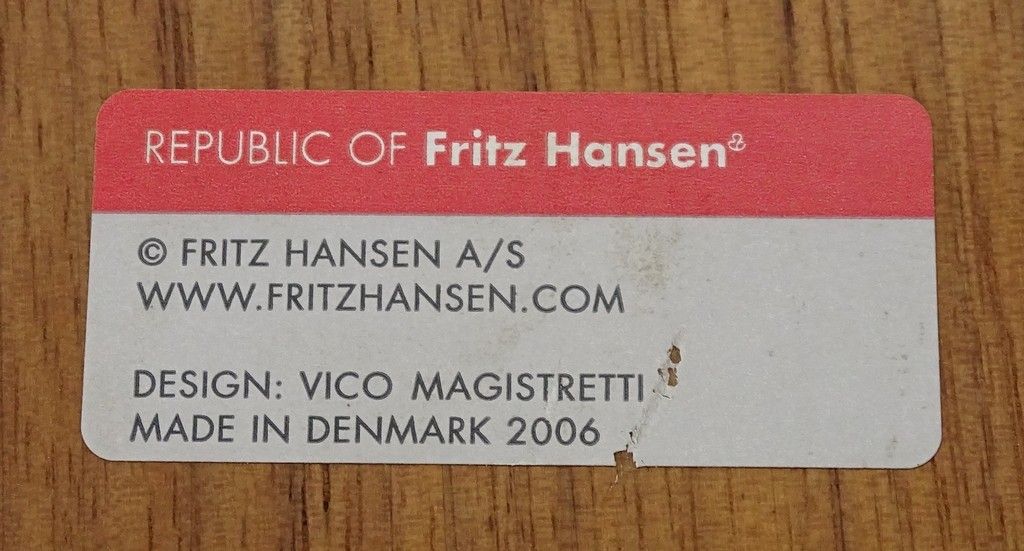 REPUBLIC OF Fritz Hansen
© FRITZ HANSEN A/S
WWW.FRITZHANSEN.COM
DESIGN: VICO MAGISTRETTI
MADE IN DENMARK 2006